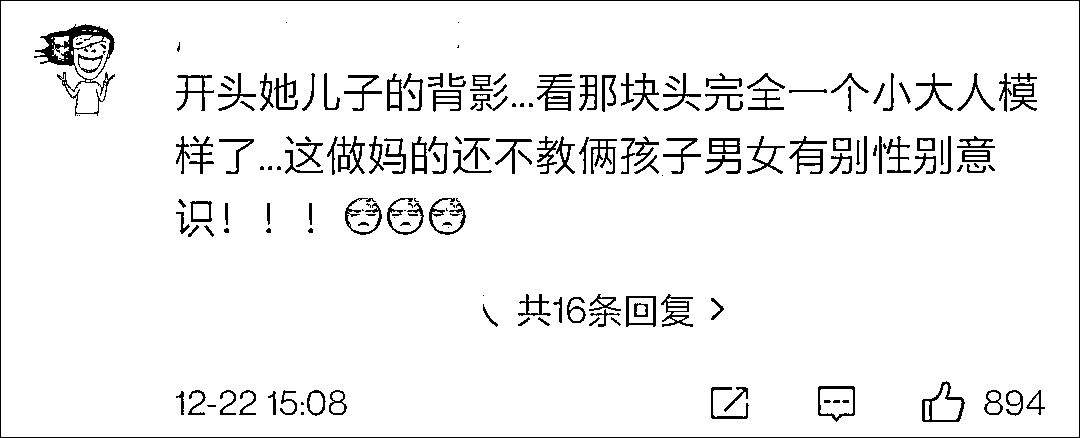 开头她儿子的背影...看那块头完全一个小大人模
样了...这做妈的还不教俩孩子男女有别性别意
识！！！
共16条回复 >
12-22 15:08
894